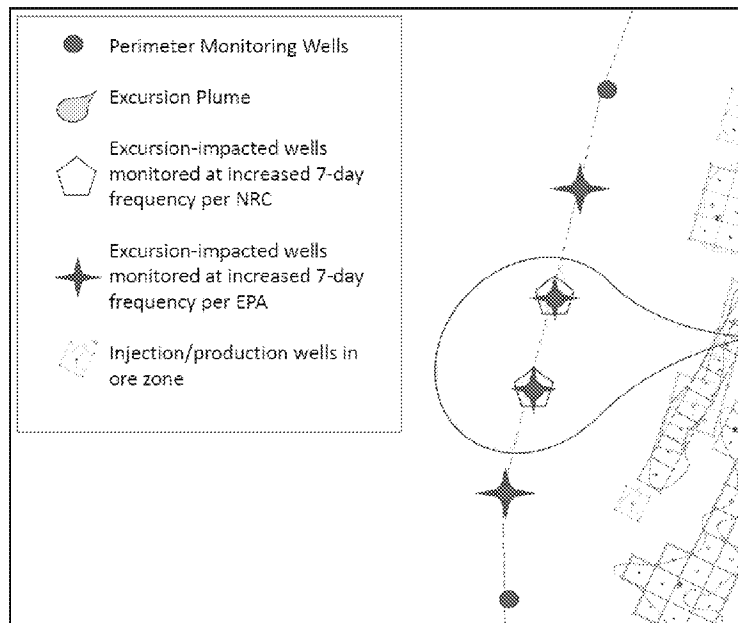 Perimeter Monitoring Wells
Excursion Plume
Excursion-impacted wells
monitored at increased 7-day
frequency per NRC
Excursion-impacted wells
monitored at increased 7-day
frequency per EPA
Injection/production wells in
ore zone